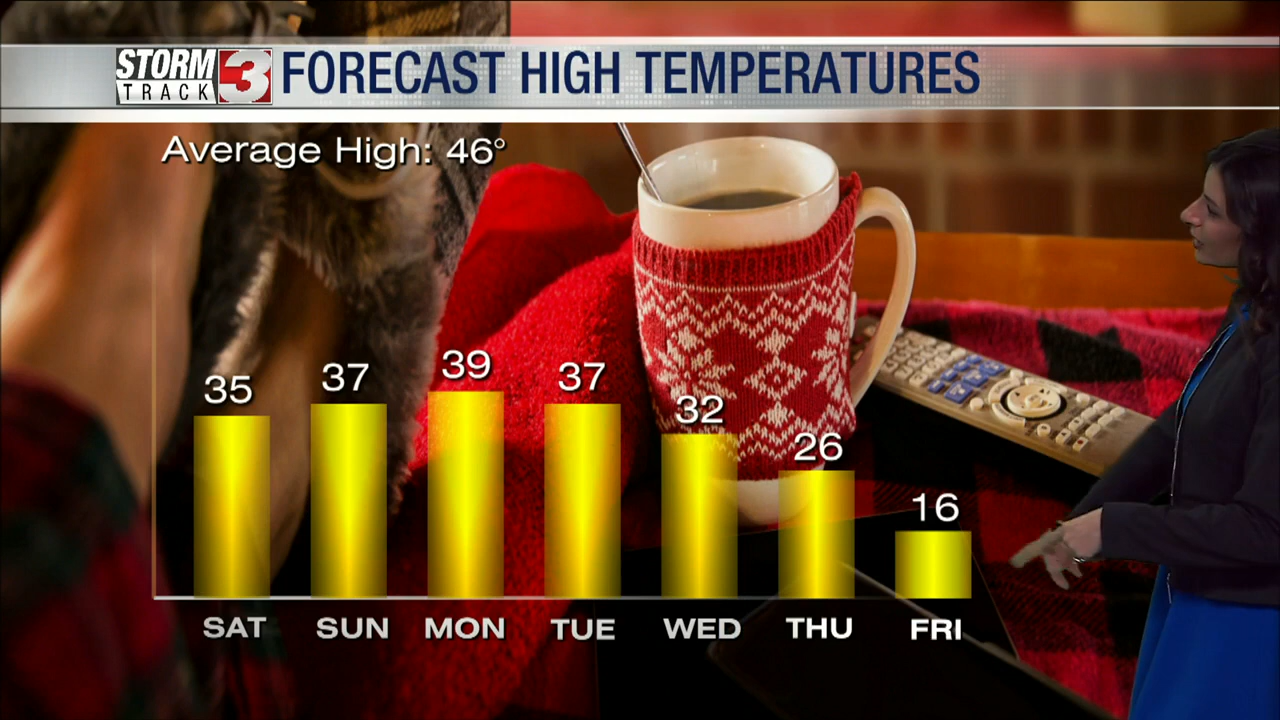 STORM TRACK 3 FORECAST HIGH TEMPERATURES
Average High: 46°
35 37 39 37 32 26 16
SAT SUN MON TUE WED THU FRI